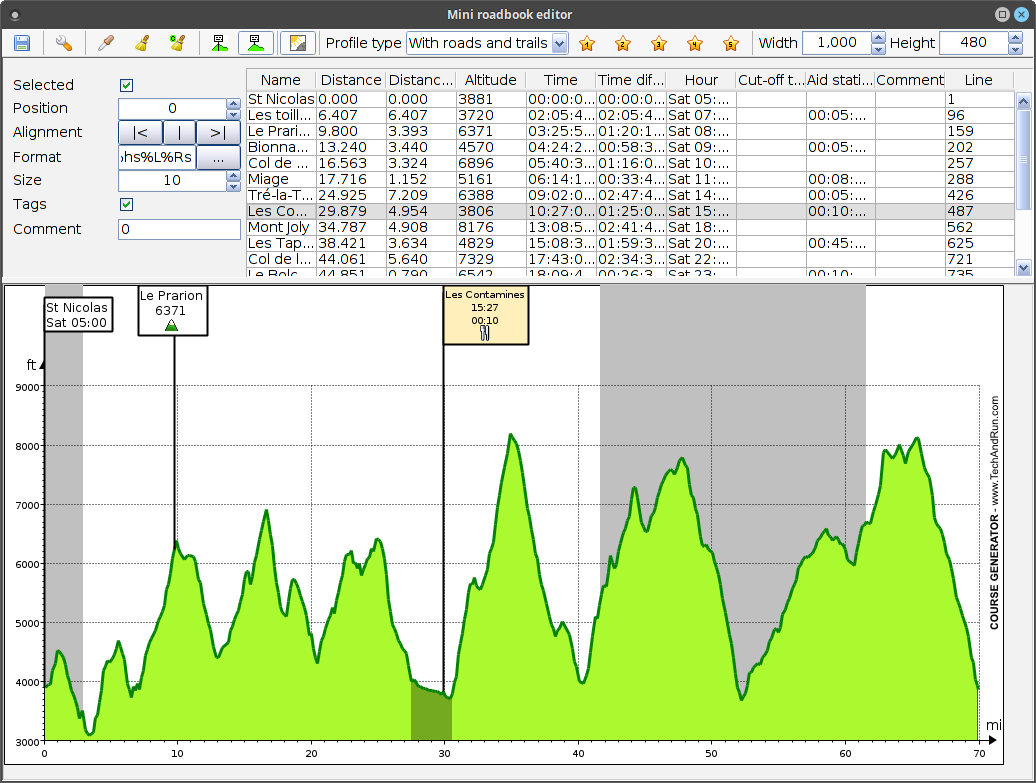 Mini roadbook editor
Profile type With roads and trails 1 2 3 4 5 Width 1,000 Height 480
Selected
Position 0
Alignment |< | >|
Format hs%L%Rs ...
Size 10
Tags
Comment 0
Name Distance Distanc... Altitude Time Time dif... Hour Cut-off t... Aid stati... Comment Line
St Nicolas 0.000 0.000 3881 00:00:0... 00:00:0... Sat 05:... 1
Les toill... 6.407 6.407 3720 02:05:4... 02:05:4... Sat 07:... 00:05:... 96
Le Prari... 9.800 3.393 6371 03:25:5... 01:20:1... Sat 08:... 159
Bionna... 13.240 3.440 4570 04:24:2... 00:58:3... Sat 09:... 00:05:... 202
Col de ... 16.563 3.324 6896 05:40:3... 01:16:0... Sat 10:... 257
Miage 17.716 1.152 5161 06:14:1... 00:33:4... Sat 11:... 00:08:... 288
Tré-la-T... 24.925 7.209 6388 09:02:0... 02:47:4... Sat 14:... 00:05:... 426
Les Co... 29.879 4.954 3806 10:27:0... 01:25:0... Sat 15:... 00:10:... 487
Mont Joly 34.787 4.908 8176 13:08:5... 02:41:4... Sat 18:... 562
Les Tap... 38.421 3.634 4829 15:08:3... 01:59:3... Sat 20:... 00:45:... 625
Col de l... 44.061 5.640 7329 17:43:0... 02:34:3... Sat 22:... 721
Le Bolc... 44.851 0.790 6542 18:09:4... 00:26:3... Sat 23:... 00:10:... 735
St Nicolas
Sat 05:00
Le Prarion
6371
Les Contamines
15:27
00:10
ft
9000
8000
7000
6000
5000
4000
3000
0 10 20 30 40 50 60 70
mi
COURSE GENERATOR - www.TechAndRun.com